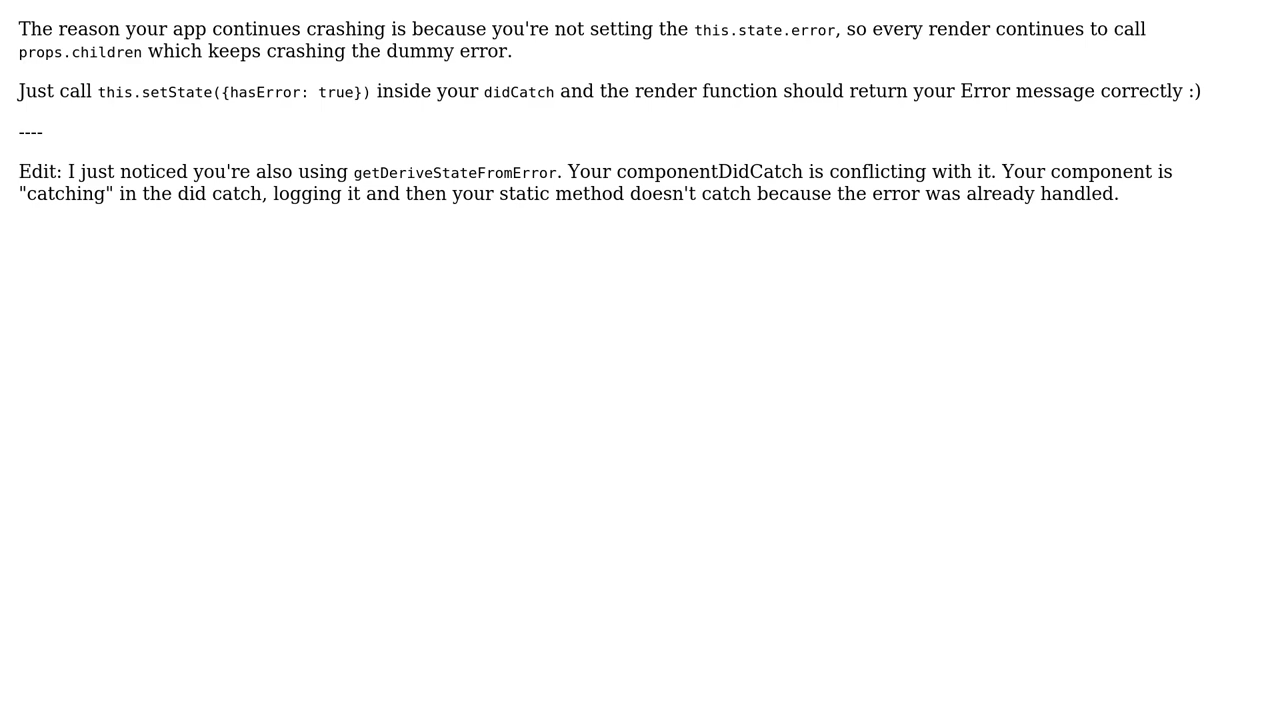 The reason your app continues crashing is because you're not setting the this.state.error, so every render continues to call
props.children which keeps crashing the dummy error.
Just call this.setState({hasError: true}) inside your didCatch and the render function should return your Error message correctly :)
----
Edit: I just noticed you're also using getDeriveStateFromError. Your componentDidCatch is conflicting with it. Your component is
"catching" in the did catch, logging it and then your static method doesn't catch because the error was already handled.